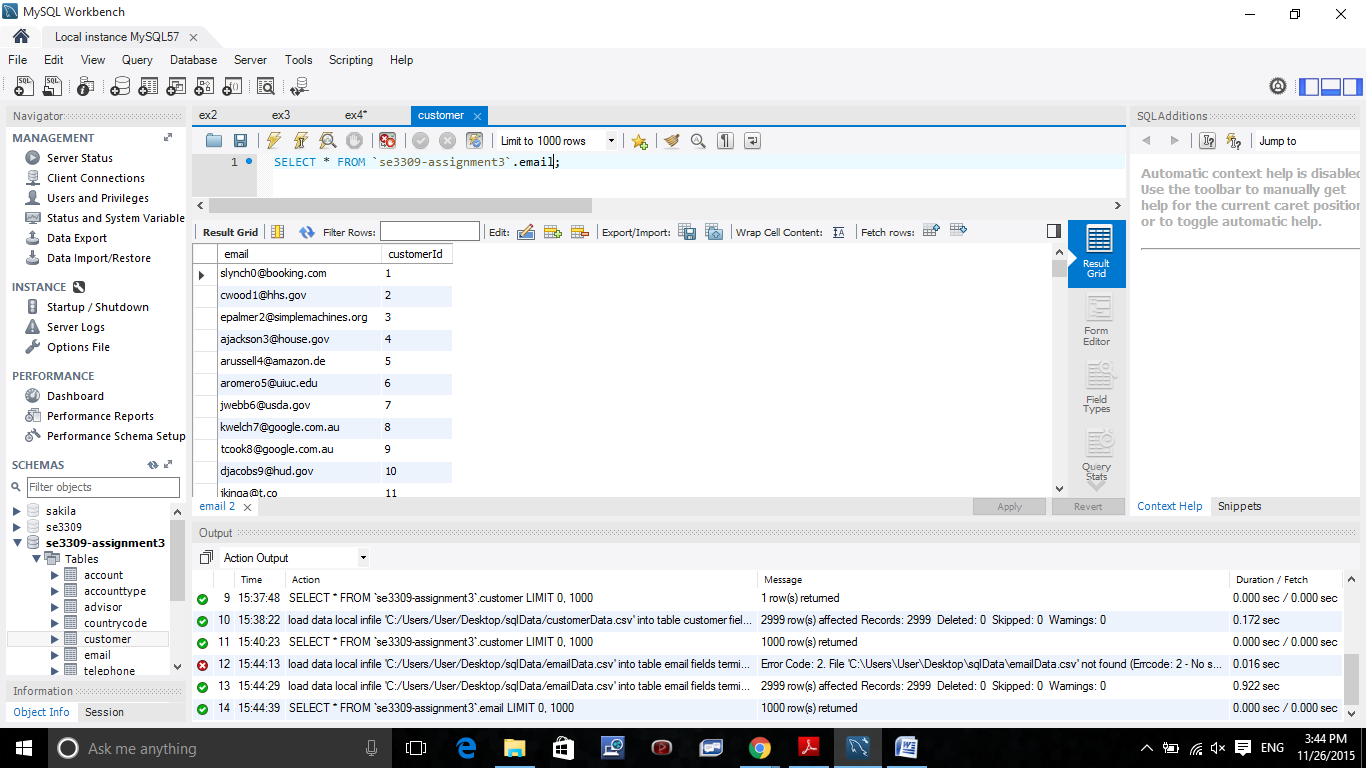 MySQL Workbench
Local instance MySQL57
File Edit View Query Database Server Tools Scripting Help
Navigator
MANAGEMENT
Server Status
Client Connections
Users and Privileges
Status and System Variable
Data Export
Data Import/Restore
INSTANCE
Startup / Shutdown
Server Logs
Options File
PERFORMANCE
Dashboard
Performance Reports
Performance Schema Setup
SCHEMAS
Filter objects
sakila
se3309
se3309-assignment3
Tables
account
accounttype
advisor
countrycode
customer
email
telephone
Information
Object Info Session
ex2 ex3 ex4* customer
Limit to 1000 rows
1 SELECT * FROM `se3309-assignment3`.email;
Result Grid Filter Rows: Edit: Export/Import: Wrap Cell Content: Fetch rows:
email customerId
slynch0@booking.com 1
cwood1@hhs.gov 2
epalmer2@simplemachines.org 3
ajackson3@house.gov 4
arussell4@amazon.de 5
aromero5@uiuc.edu 6
jwebb6@usda.gov 7
kwelch7@google.com.au 8
tcook8@google.com.au 9
djacobs9@hud.gov 10
jkinga@t.co 11
Result
Grid
Form
Editor
Field
Types
Query
Stats
email 2
Apply Revert
SQLAdditions
Jump to
Automatic context help is disabled
Use the toolbar to manually get
help for the current caret position
or to toggle automatic help.
Context Help Snippets
Output
Action Output
Time Action Message Duration / Fetch
9 15:37:48 SELECT * FROM `se3309-assignment3`.customer LIMIT 0, 1000 1 row(s) returned 0.000 sec / 0.000 sec
10 15:38:22 load data local infile 'C:/Users/User/Desktop/sqlData/customerData.csv' into table customer fiel... 2999 row(s) affected Records: 2999 Deleted: 0 Skipped: 0 Warnings: 0 0.172 sec
11 15:40:23 SELECT * FROM `se3309-assignment3`.customer LIMIT 0, 1000 1000 row(s) returned 0.000 sec / 0.000 sec
12 15:44:13 load data local infile 'C:/Users/User/Desktop/sqlData/emailData.csv' into table email fields termi... Error Code: 2. File 'C:\Users\User\Desktop\sqlData\emailData.csv' not found (Errcode: 2 - No s... 0.016 sec
13 15:44:29 load data local infile 'C:/Users/User/Desktop/sqlData/emailData.csv' into table email fields termi... 2999 row(s) affected Records: 2999 Deleted: 0 Skipped: 0 Warnings: 0 0.922 sec
14 15:44:39 SELECT * FROM `se3309-assignment3`.email LIMIT 0, 1000 1000 row(s) returned 0.000 sec / 0.000 sec
Ask me anything
ENG
3:44 PM
11/26/2015